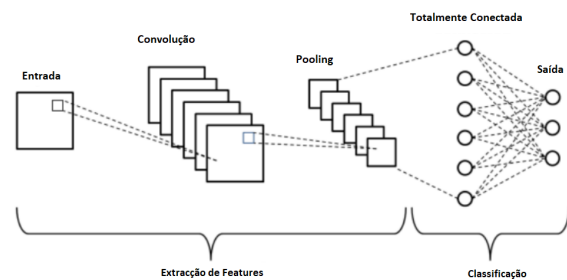 Totalmente Conectada
Convolução
Pooling
Entrada
Saída
Extracção de Features
Classificação